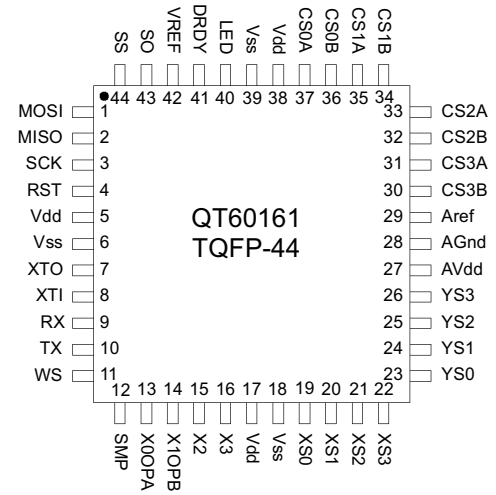 SS
SO
VREF
DRDY
LED
Vss
Vdd
CS0A
CS0B
CS1A
CS1B
44 43 42 41 40 39 38 37 36 35 34
MOSI 1
MISO 2
SCK 3
RST 4
Vdd 5
Vss 6
XTO 7
XTI 8
RX 9
TX 10
WS 11
QT60161
TQFP-44
33 CS2A
32 CS2B
31 CS3A
30 CS3B
29 Aref
28 AGnd
27 AVdd
26 YS3
25 YS2
24 YS1
23 YS0
12 13 14 15 16 17 18 19 20 21 22
SMP
X0OPA
X1OPB
X2
X3
Vdd
Vss
XS0
XS1
XS2
XS3